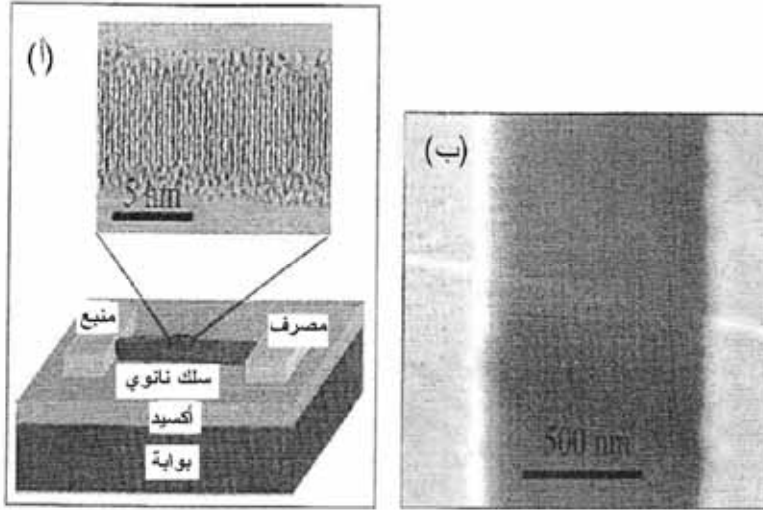 (أ)
5 nm
منبع
مصرف
سلك نانوي
أكسيد
بوابة
(ب)
500 nm